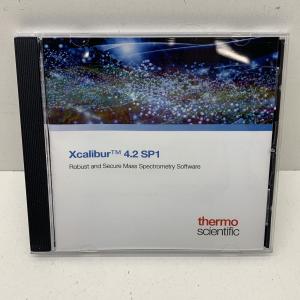 Xcalibur™ 4.2 SP1
Robust and Secure Mass Spectrometry Software
thermo
scientific